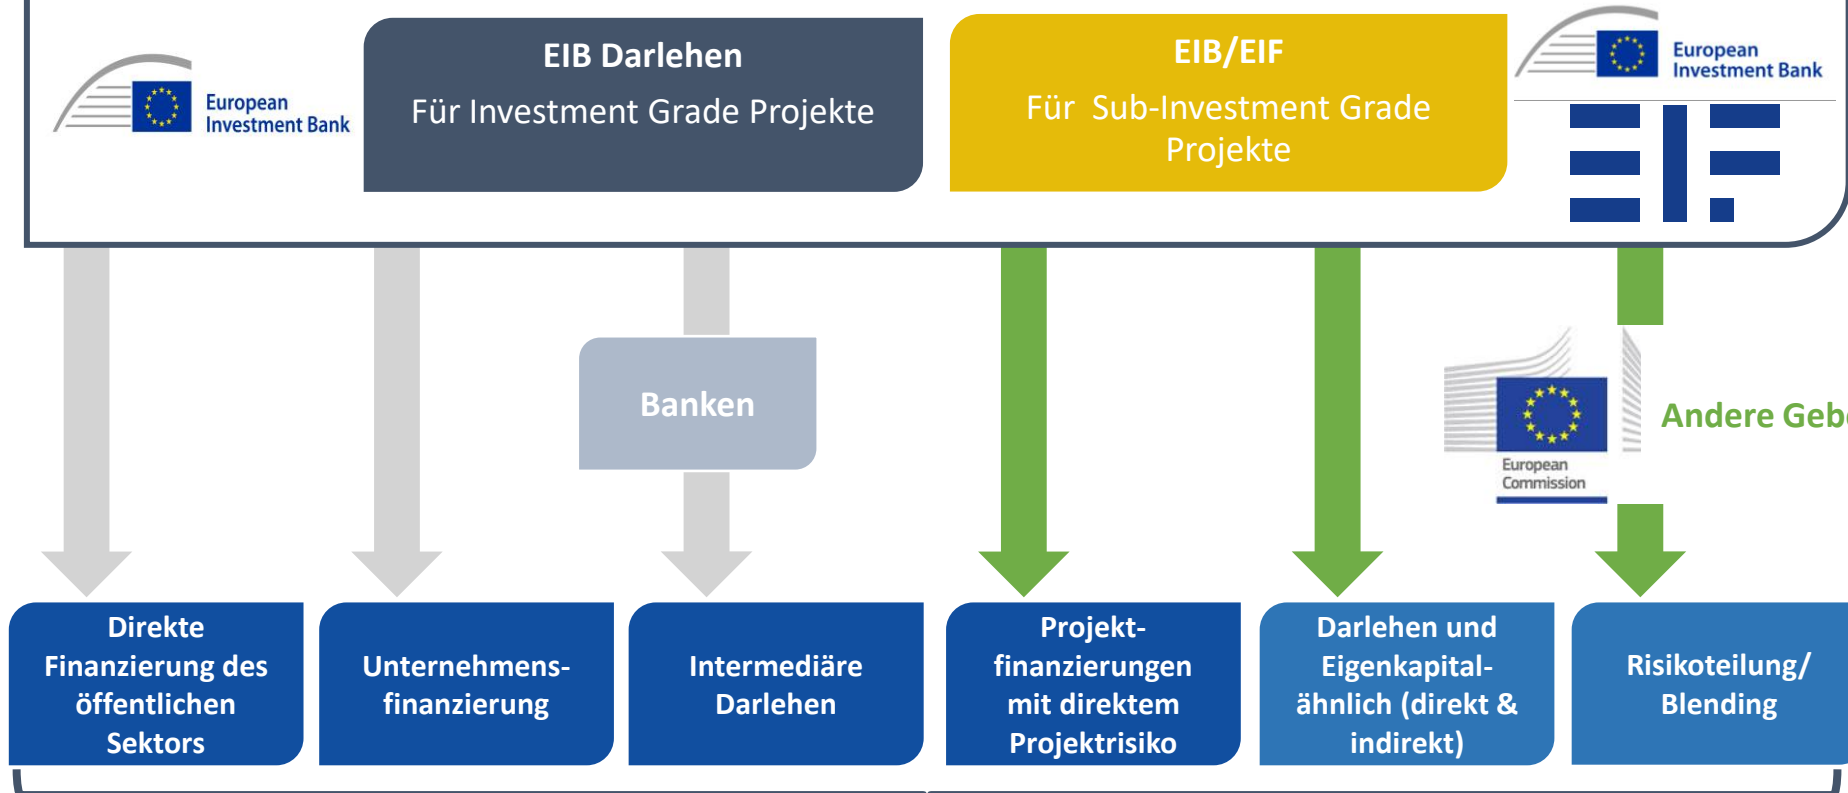 European
Investment Bank
EIB Darlehen
Für Investment Grade Projekte
EIB/EIF
Für Sub-Investment Grade
Projekte
European
Investment Bank
EIF
Banken
European
Commission
Andere
Direkte
Finanzierung des
öffentlichen
Sektors
Unternehmens-
finanzierung
Intermediäre
Darlehen
Projekt-
finanzierungen
mit direktem
Projektrisiko
Darlehen und
Eigenkapital-
ähnlich (direkt &
indirekt)
Risikoteilung/
Blending